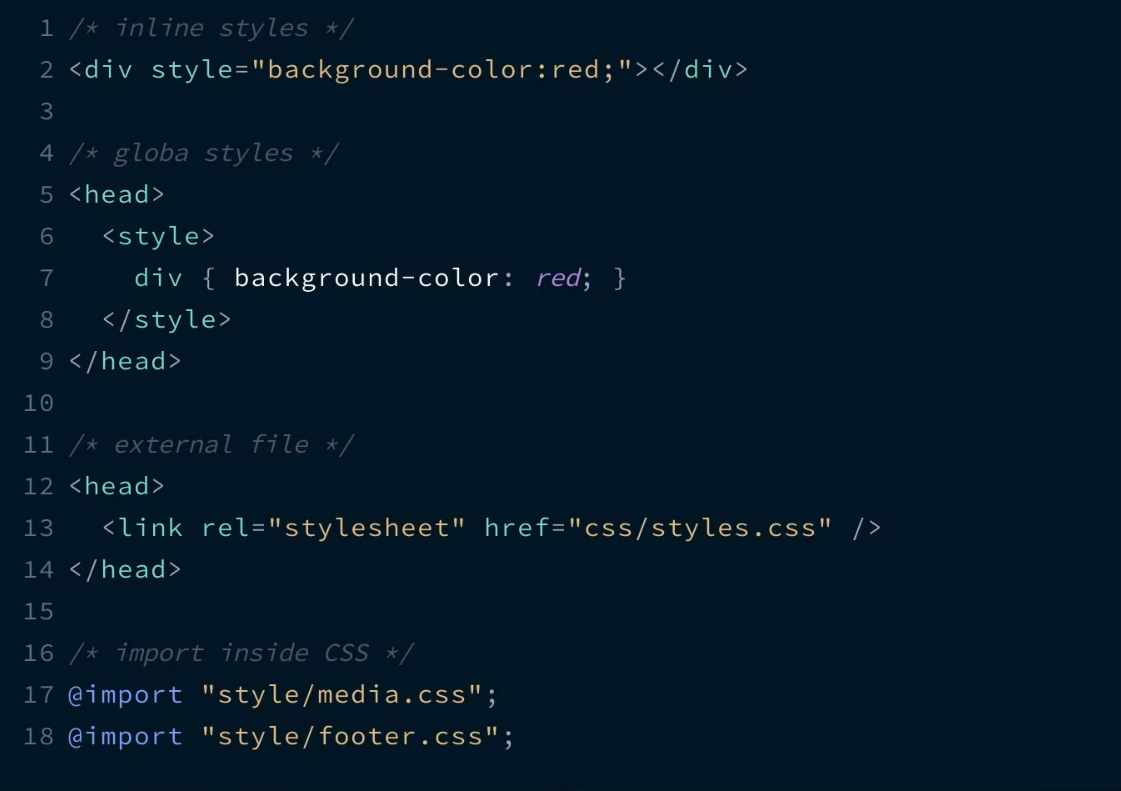 1 /* inline styles */
2 <div style="background-color:red;"></div>
3
4 /* globa styles */
5 <head>
6   <style>
7     div { background-color: red; }
8   </style>
9 </head>
10
11 /* external file */
12 <head>
13   <link rel="stylesheet" href="css/styles.css" />
14 </head>
15
16 /* import inside CSS */
17 @import "style/media.css";
18 @import "style/footer.css";